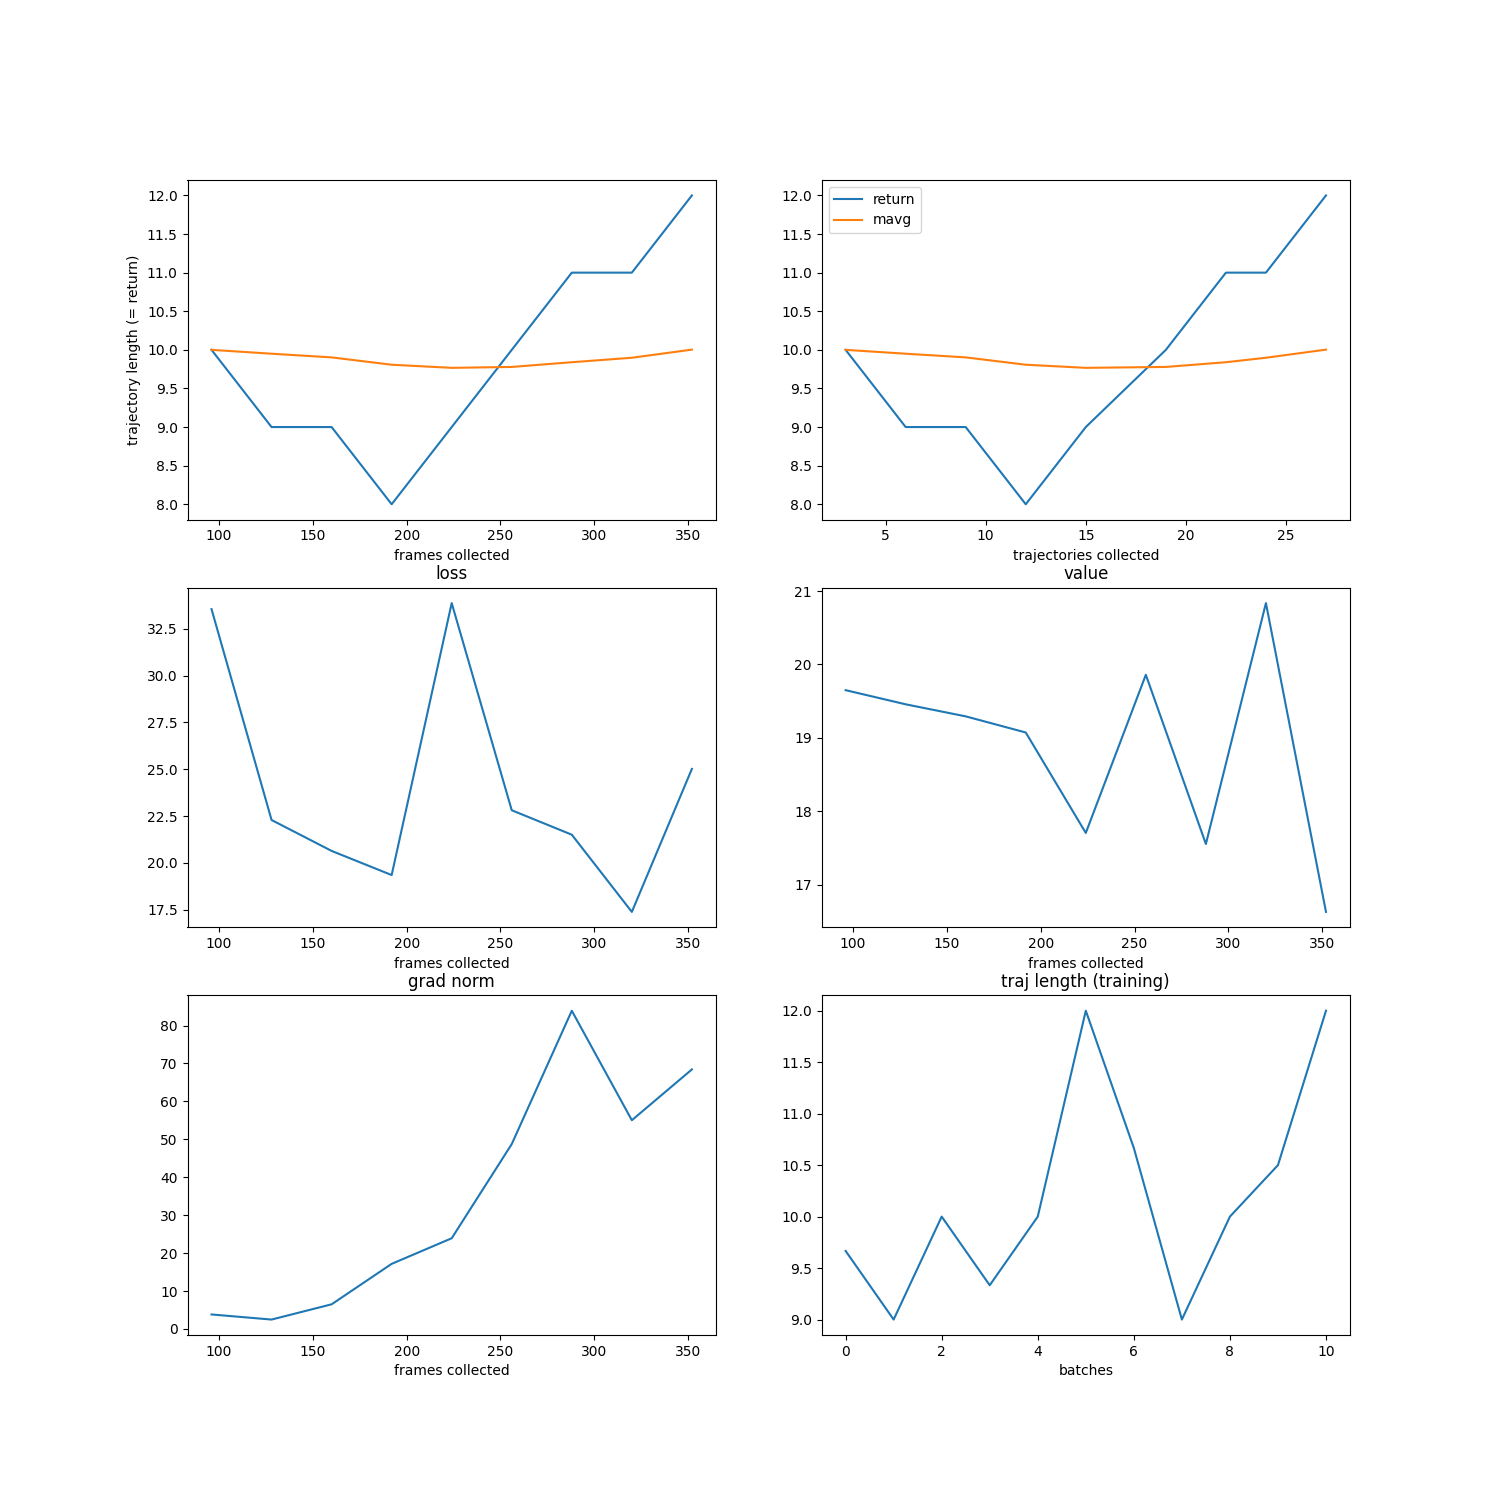 12.0
11.5
11.0
10.5
10.0
9.5
9.0
8.5
8.0
trajectory length (= return)
100 150 200 250 300 350
frames collected
return
mavg
12.0
11.5
11.0
10.5
10.0
9.5
9.0
8.5
8.0
5 10 15 20 25
trajectories collected
loss
32.5
30.0
27.5
25.0
22.5
20.0
17.5
100 150 200 250 300 350
frames collected
value
21
20
19
18
17
100 150 200 250 300 350
frames collected
grad norm
80
70
60
50
40
30
20
10
0
100 150 200 250 300 350
frames collected
traj length (training)
12.0
11.5
11.0
10.5
10.0
9.5
9.0
0 2 4 6 8 10
batches